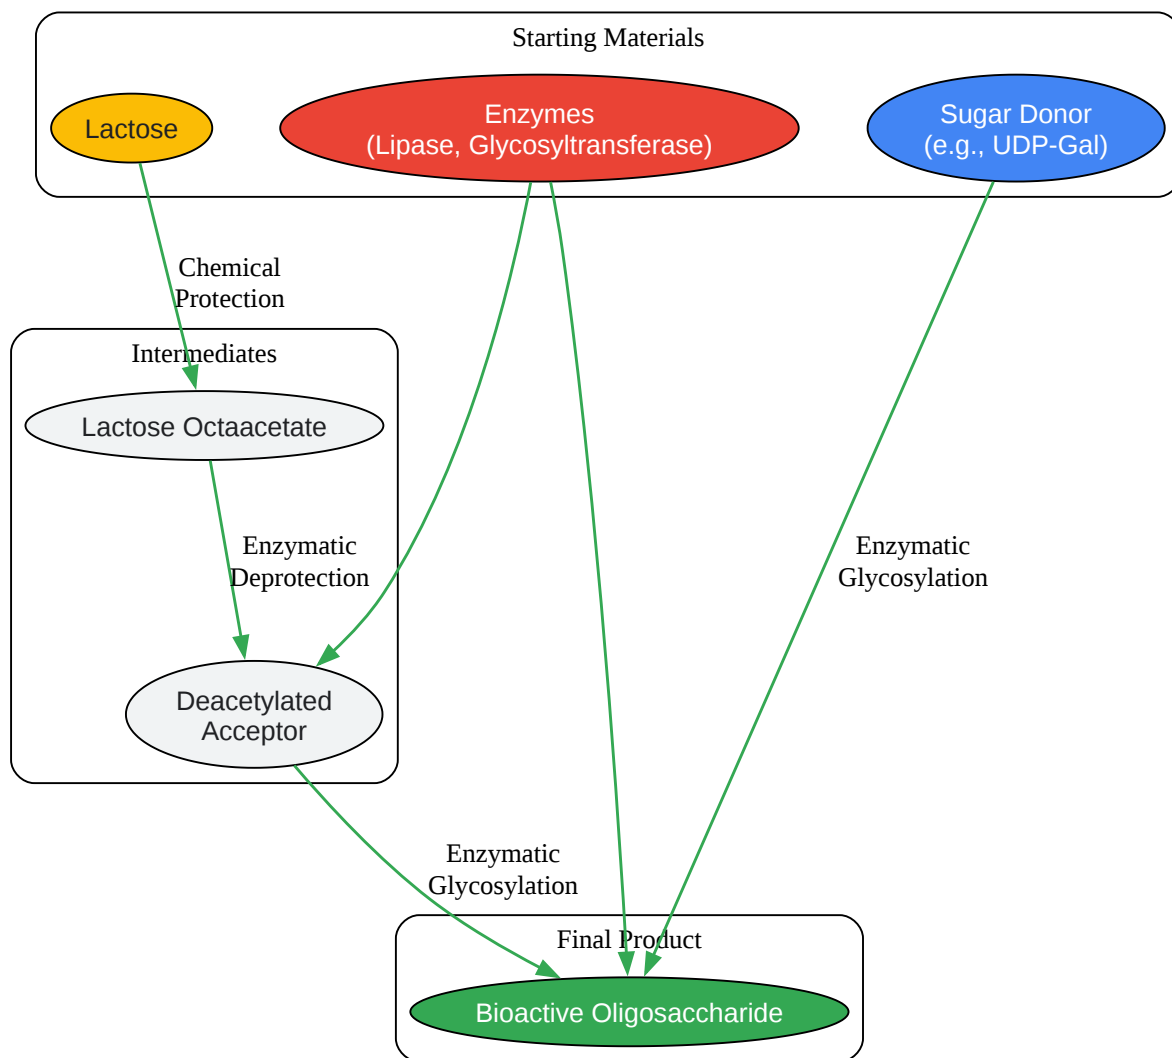 Starting Materials
Lactose
Enzymes
(Lipase, Glycosyltransferase)
Sugar Donor
(e.g., UDP-Gal)
Chemical
Protection
Intermediates
Lactose Octaacetate
Enzymatic
Deprotection
Enzymatic
Glycosylation
Deacetylated
Acceptor
Enzymatic
Glycosylation
Final Product
Bioactive Oligosaccharide